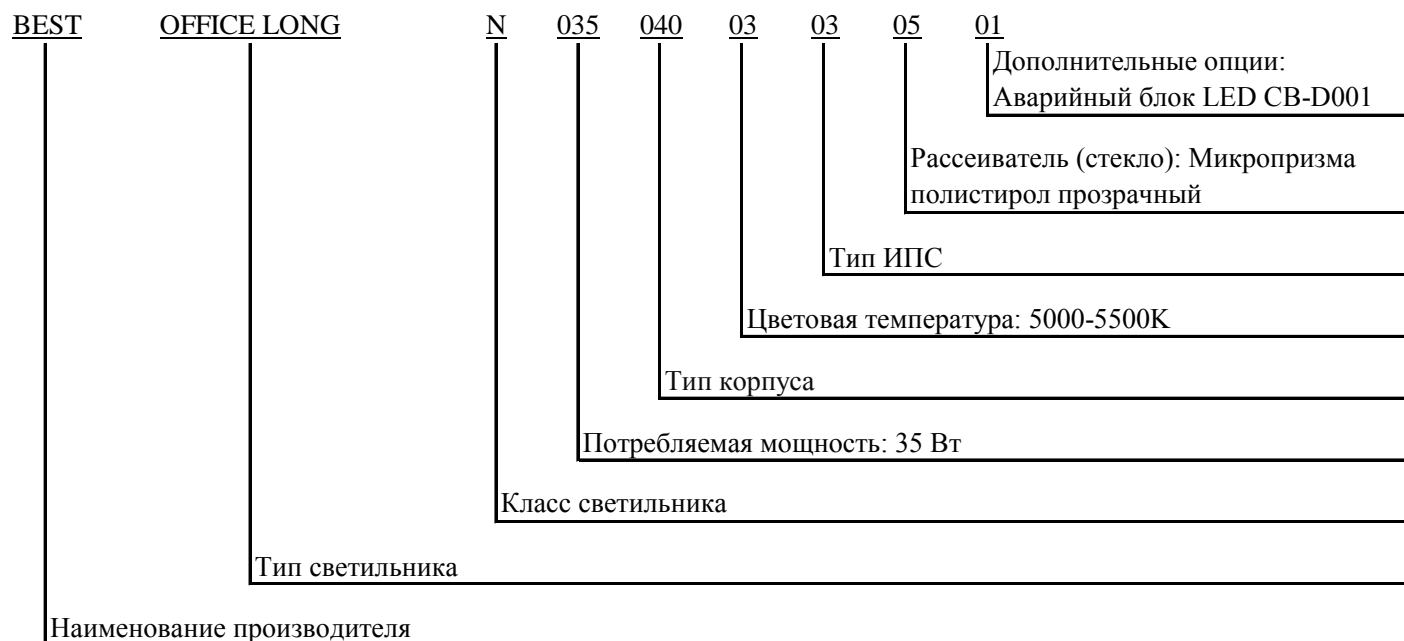 BEST OFFICE LONG N 035 040 03 03 05 01
Дополнительные опции:
Аварийный блок LED CB-D001
Рассеиватель (стекло): Микропризма
полистирол прозрачный
Тип ИПС
Цветовая температура: 5000-5500K
Тип корпуса
Потребляемая мощность: 35 Вт
Класс светильника
Тип светильника
Наименование производителя